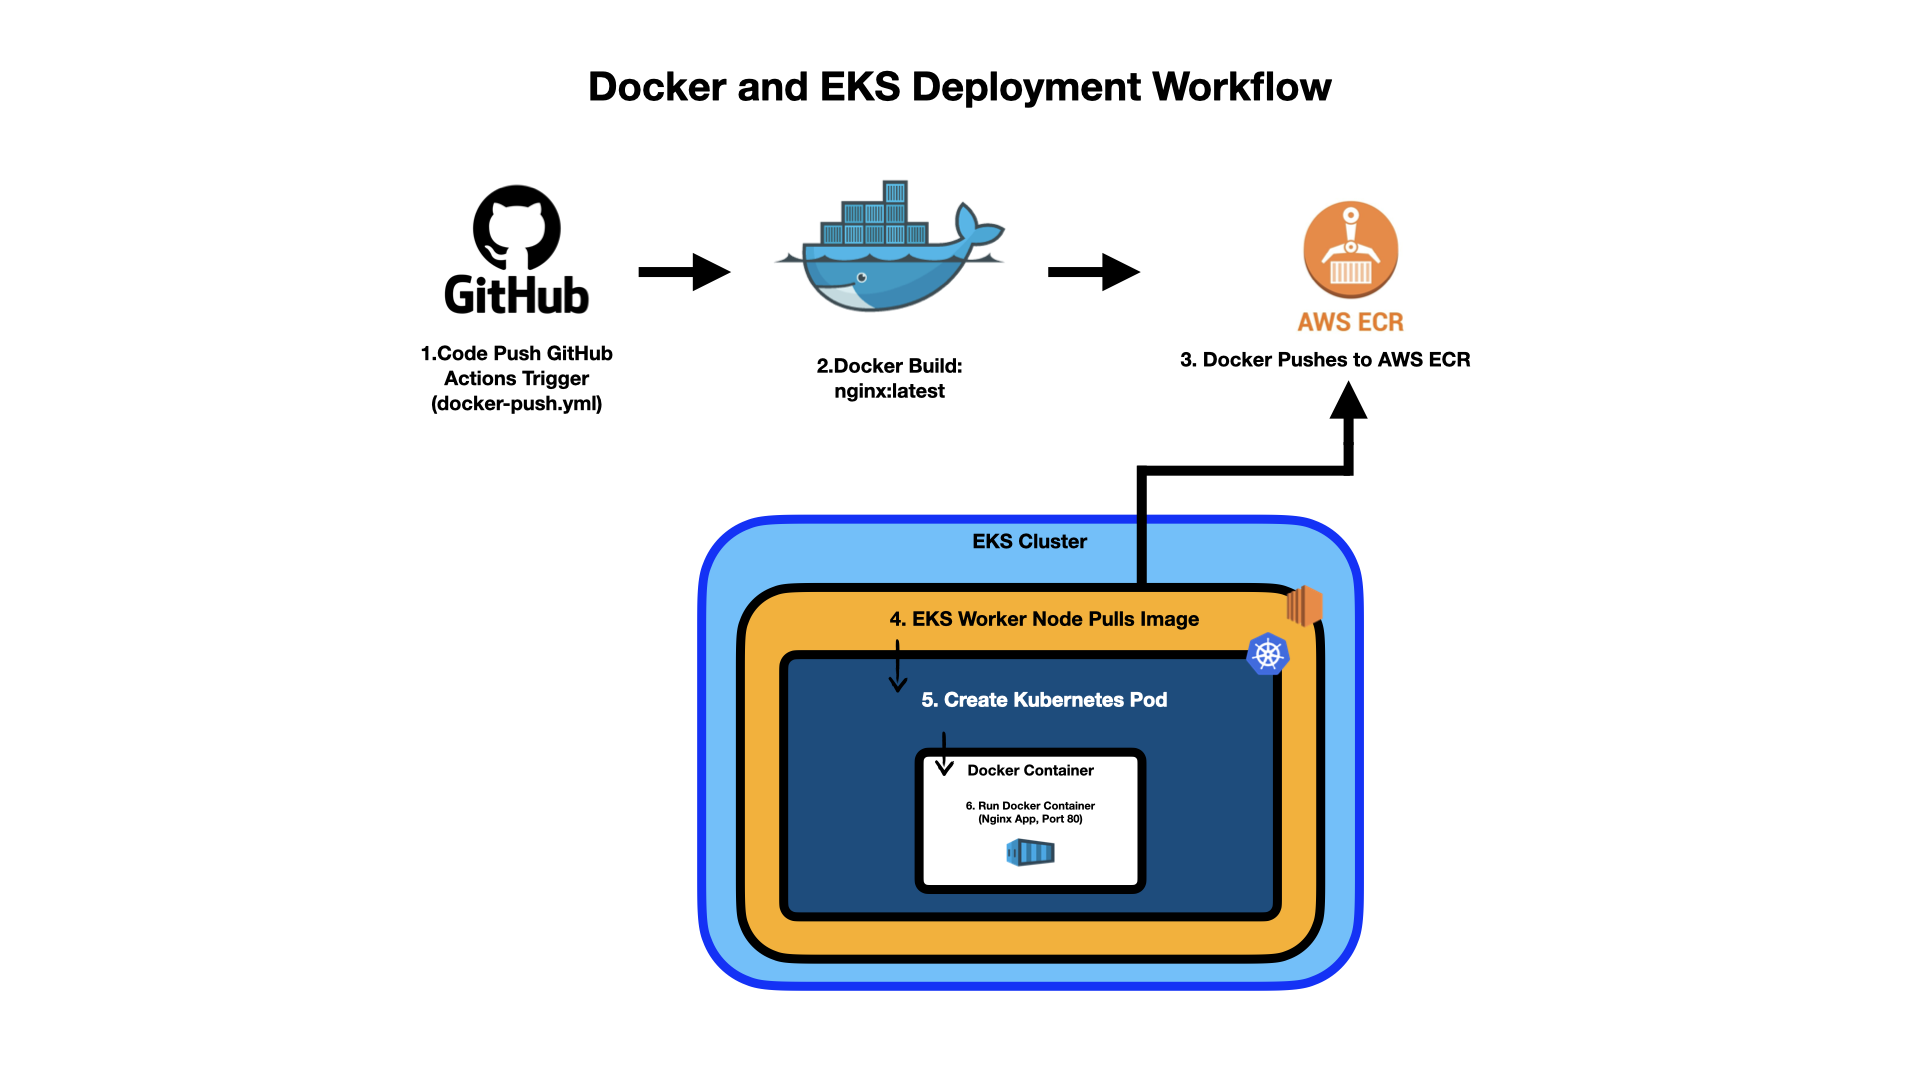 Docker and EKS Deployment Workflow
GitHub
1.Code Push GitHub
Actions Trigger
(docker-push.yml)
2.Docker Build:
nginx:latest
AWS ECR
3. Docker Pushes to AWS ECR
EKS Cluster
4. EKS Worker Node Pulls Image
5. Create Kubernetes Pod
Docker Container
6. Run Docker Container
(Nginx App, Port 80)